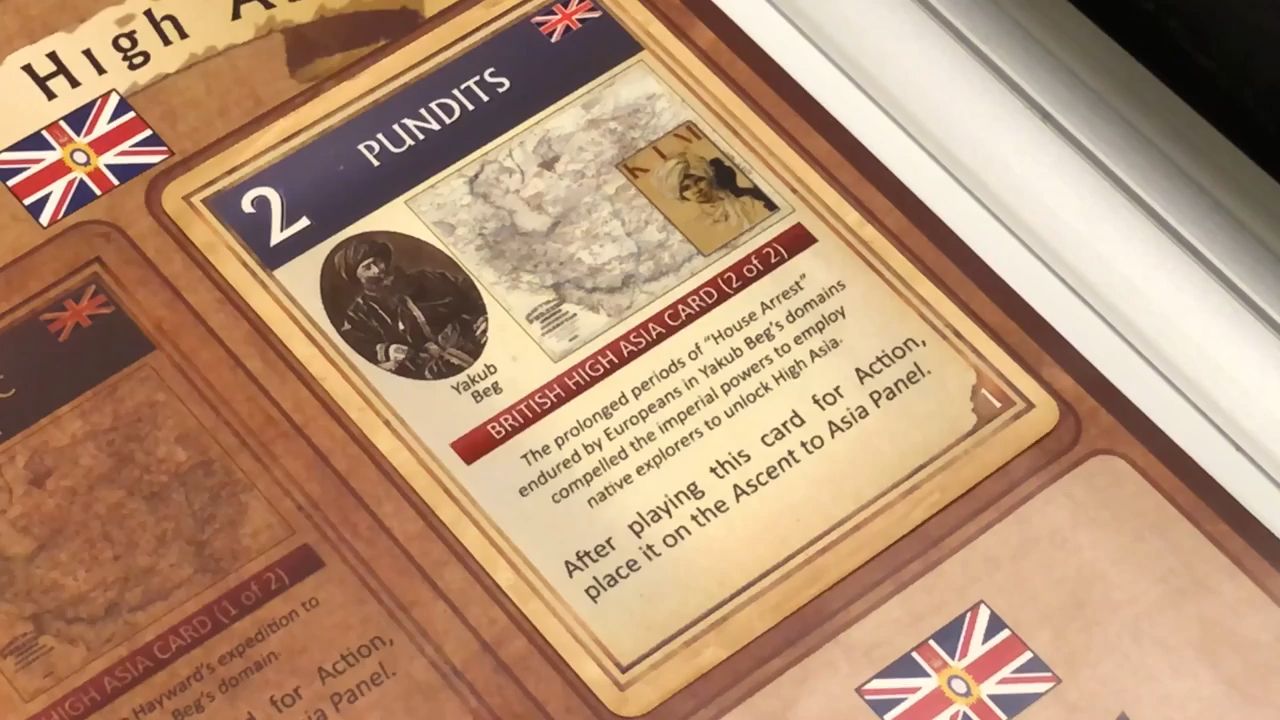 High
PUNDITS
2
KIM
Yakub
Beg
BRITISH HIGH ASIA CARD (2 of 2)
The prolonged periods of “House Arrest”
endured by Europeans in Yakub Beg's domains
compelled the imperial powers to employ
native explorers to unlock High Asia.
After playing this card for Action,
place it on the Ascent to Asia Panel.
1
HIGH ASIA CARD (1 of 2)
Hayward's expedition to
Beg's domain.
for Action,
Panel.